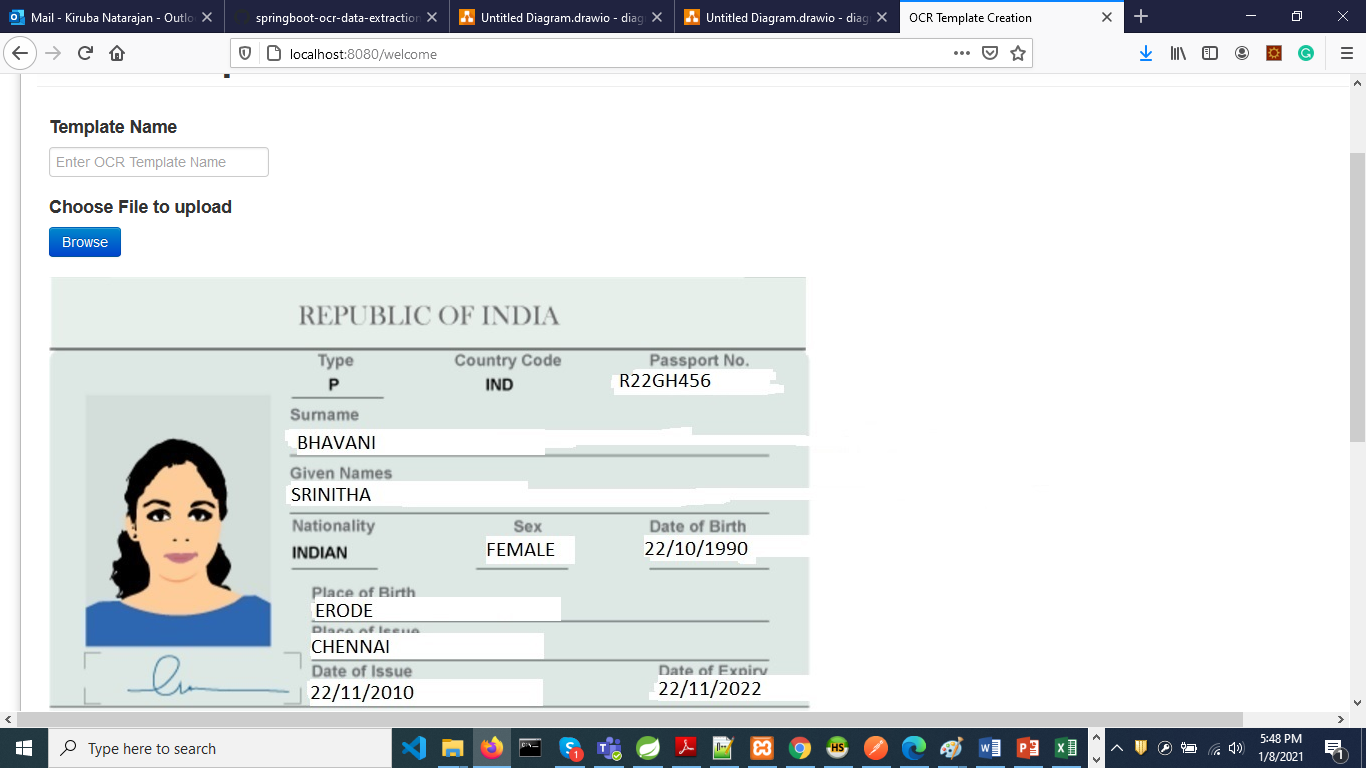 Mail - Kiruba Natarajan - Outlo
springboot-ocr-data-extraction
Untitled Diagram.drawio - diag
Untitled Diagram.drawio - diag
OCR Template Creation
localhost:8080/welcome
Template Name
Enter OCR Template Name
Choose File to upload
Browse
REPUBLIC OF INDIA
Type Country Code Passport No.
P IND R22GH456
Surname
BHAVANI
Given Names
SRINITHA
Nationality Sex Date of Birth
INDIAN FEMALE 22/10/1990
Place of Birth
ERODE
Place of Issue
CHENNAI
Date of Issue Date of Expiry
22/11/2010 22/11/2022
Type here to search
5:48 PM
1/8/2021